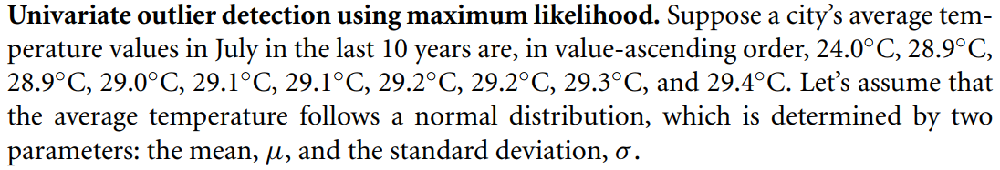 Univariate outlier detection using maximum likelihood. Suppose a city's average tem-
perature values in July in the last 10 years are, in value-ascending order, 24.0°C, 28.9°C,
28.9°C, 29.0°C, 29.1°C, 29.1°C, 29.2°C, 29.2°C, 29.3°C, and 29.4°C. Let's assume that
the average temperature follows a normal distribution, which is determined by two
parameters: the mean, μ, and the standard deviation, σ.